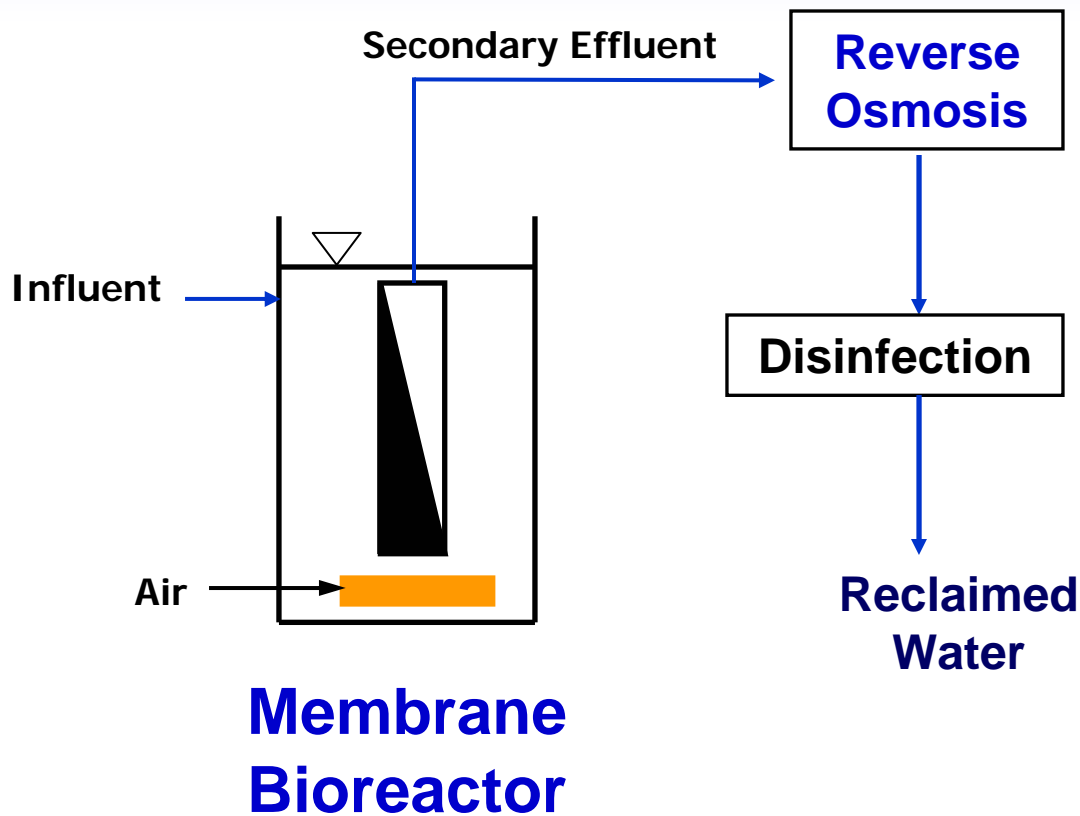 Secondary Effluent
Reverse
Osmosis
Influent
Disinfection
Air
Reclaimed
Water
Membrane
Bioreactor